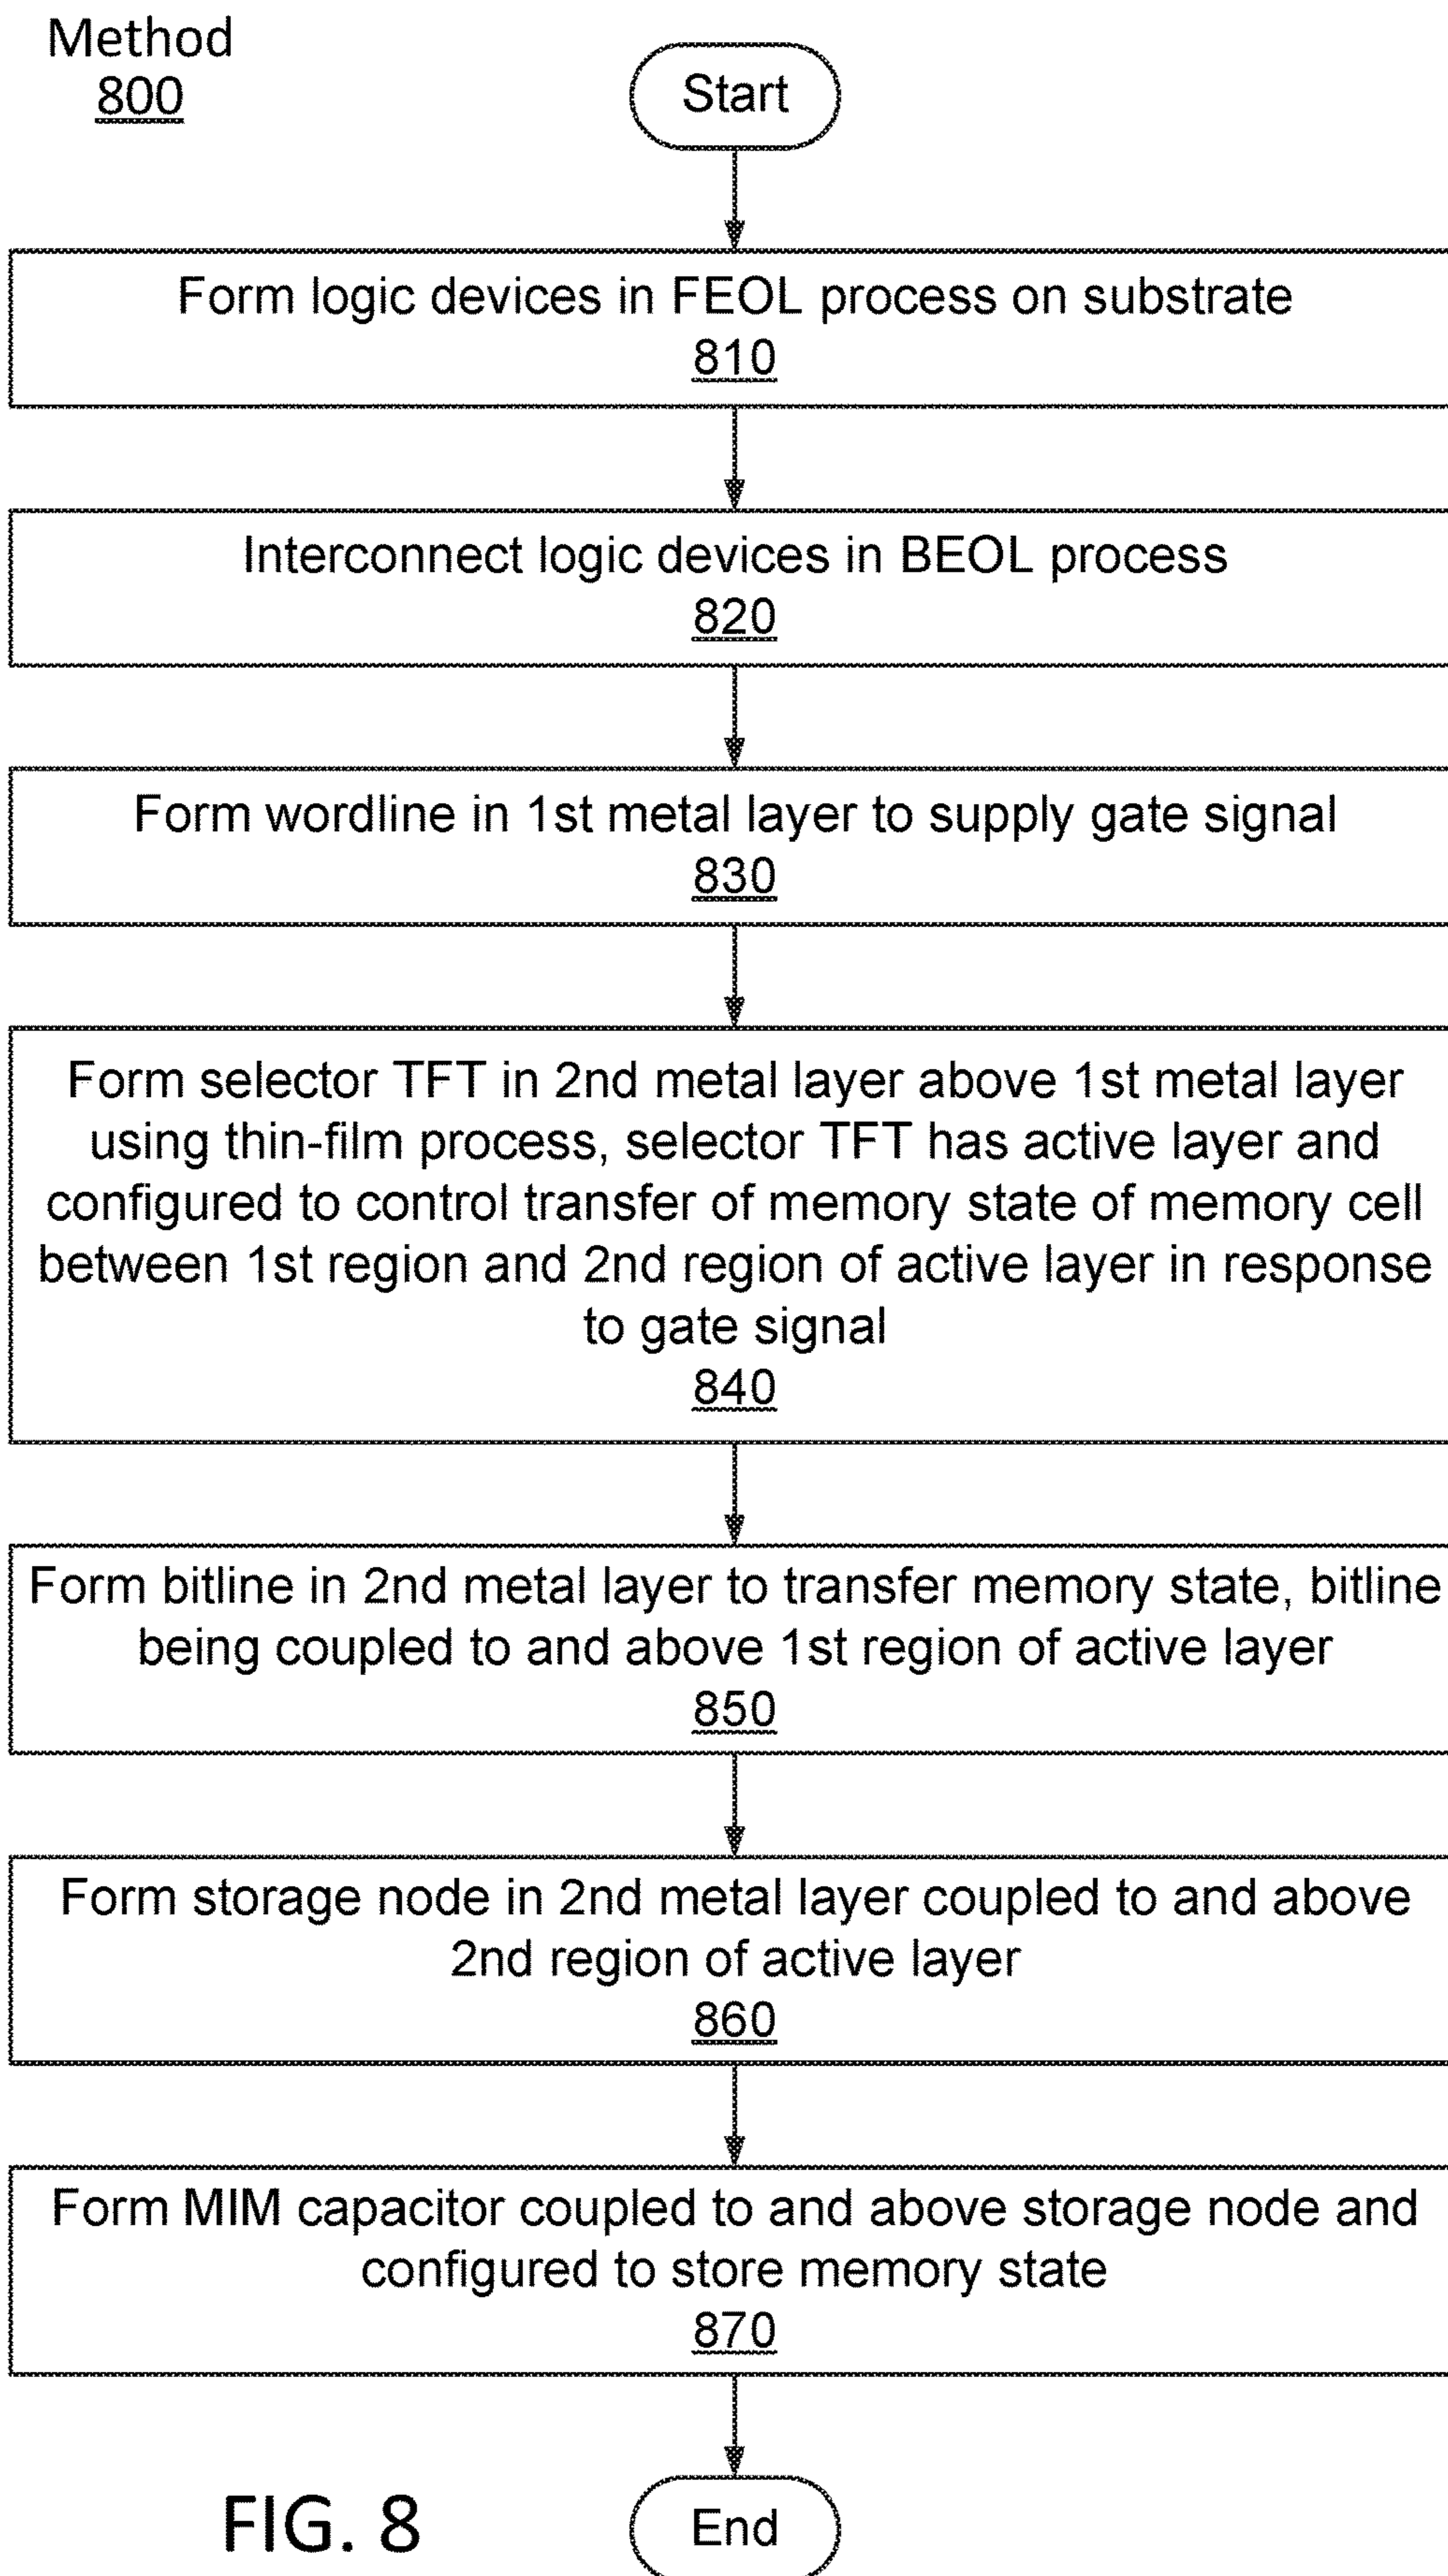 Method
800
Start
Form logic devices in FEOL process on substrate
810
Interconnect logic devices in BEOL process
820
Form wordline in 1st metal layer to supply gate signal
830
Form selector TFT in 2nd metal layer above 1st metal layer
using thin-film process, selector TFT has active layer and
configured to control transfer of memory state of memory cell
between 1st region and 2nd region of active layer in response
to gate signal
840
Form bitline in 2nd metal layer to transfer memory state, bitline
being coupled to and above 1st region of active layer
850
Form storage node in 2nd metal layer coupled to and above
2nd region of active layer
860
Form MIM capacitor coupled to and above storage node and
configured to store memory state
870
End
FIG. 8